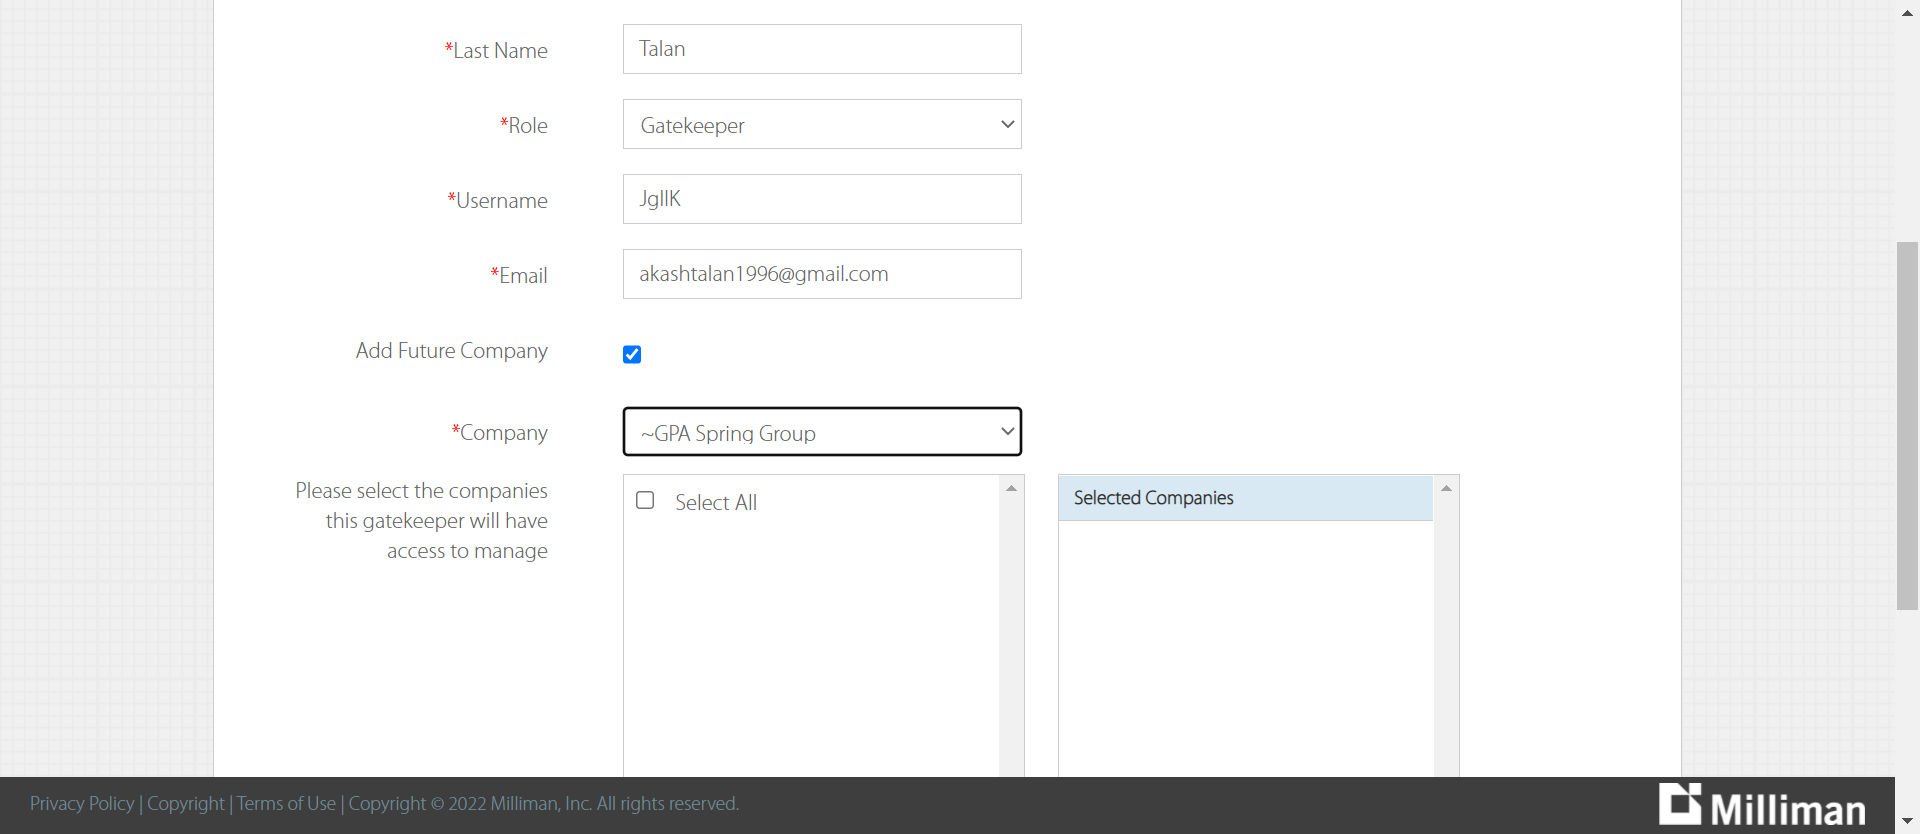 *Last Name
Talan
*Role
Gatekeeper
*Username
JgllK
*Email
akashtalan1996@gmail.com
Add Future Company
*Company
~GPA Spring Group
Please select the companies
this gatekeeper will have
access to manage
Select All
Selected Companies
Privacy Policy | Copyright | Terms of Use | Copyright © 2022 Milliman, Inc. All rights reserved.
Milliman